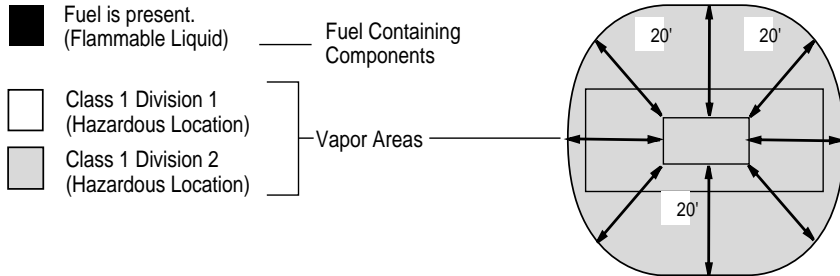 Fuel is present.
(Flammable Liquid)
Fuel Containing
Components
Class 1 Division 1
(Hazardous Location)
Class 1 Division 2
(Hazardous Location)
Vapor Areas
20'
20'
20'